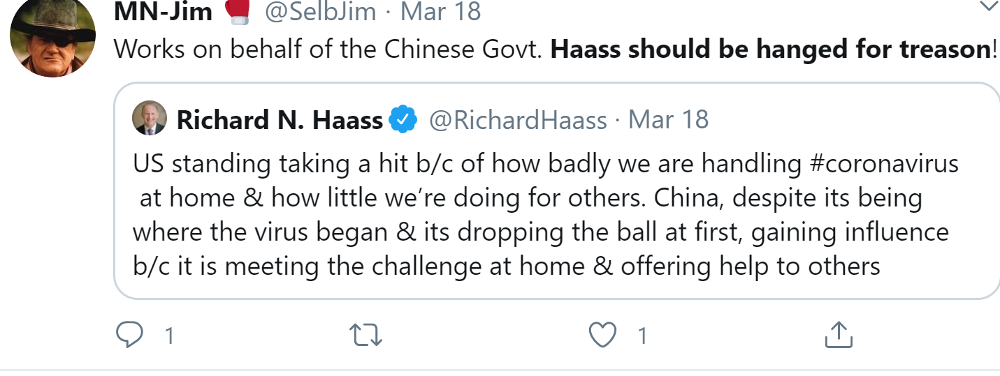 MN-Jim 🥊 @SelbJim · Mar 18
Works on behalf of the Chinese Govt. Haass should be hanged for treason!
Richard N. Haass @RichardHaass · Mar 18
US standing taking a hit b/c of how badly we are handling #coronavirus
at home & how little we’re doing for others. China, despite its being
where the virus began & its dropping the ball at first, gaining influence
b/c it is meeting the challenge at home & offering help to others
1 1